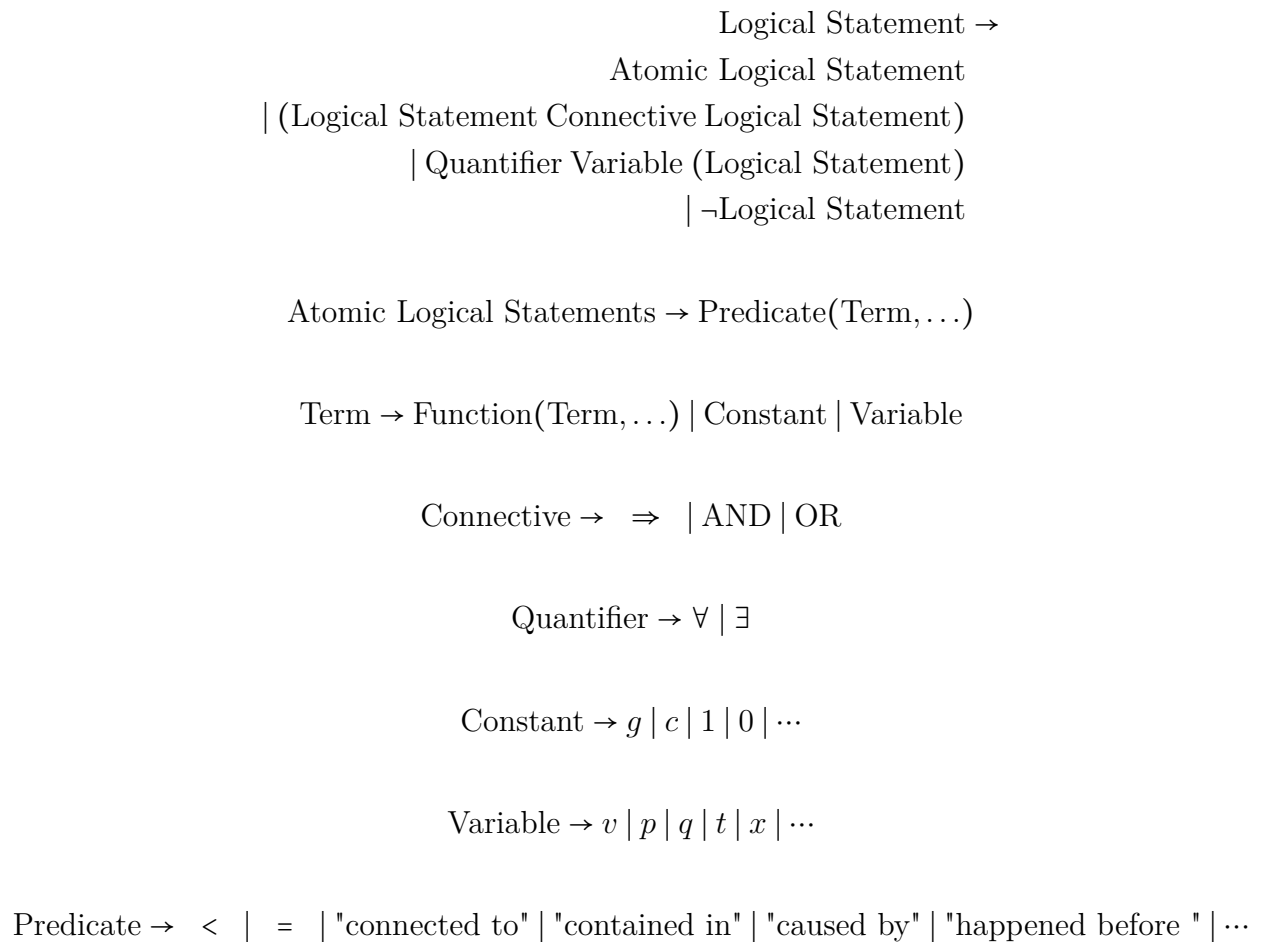 Logical Statement →
Atomic Logical Statement
| (Logical Statement Connective Logical Statement)
| Quantifier Variable (Logical Statement)
| ¬Logical Statement
Atomic Logical Statements → Predicate(Term, . . .)
Term → Function(Term, . . .) | Constant | Variable
Connective → ⇒ | AND | OR
Quantifier → ∀ | ∃
Constant → g | c | 1 | 0 | ···
Variable → v | p | q | t | x | ···
Predicate → < | = | "connected to" | "contained in" | "caused by" | "happened before " | ···